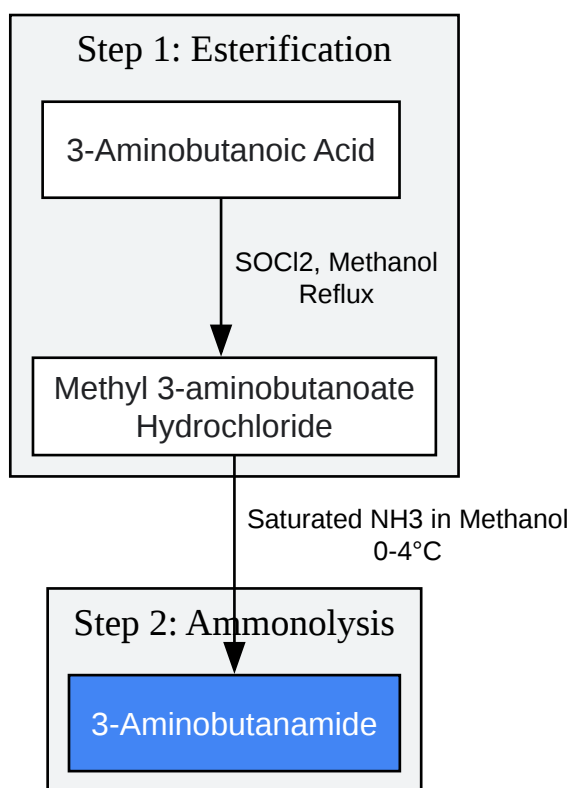 Step 1: Esterification
3-Aminobutanoic Acid
SOCl2, Methanol
Reflux
Methyl 3-aminobutanoate
Hydrochloride
Saturated NH3 in Methanol
0-4°C
Step 2: Ammonolysis
3-Aminobutanamide